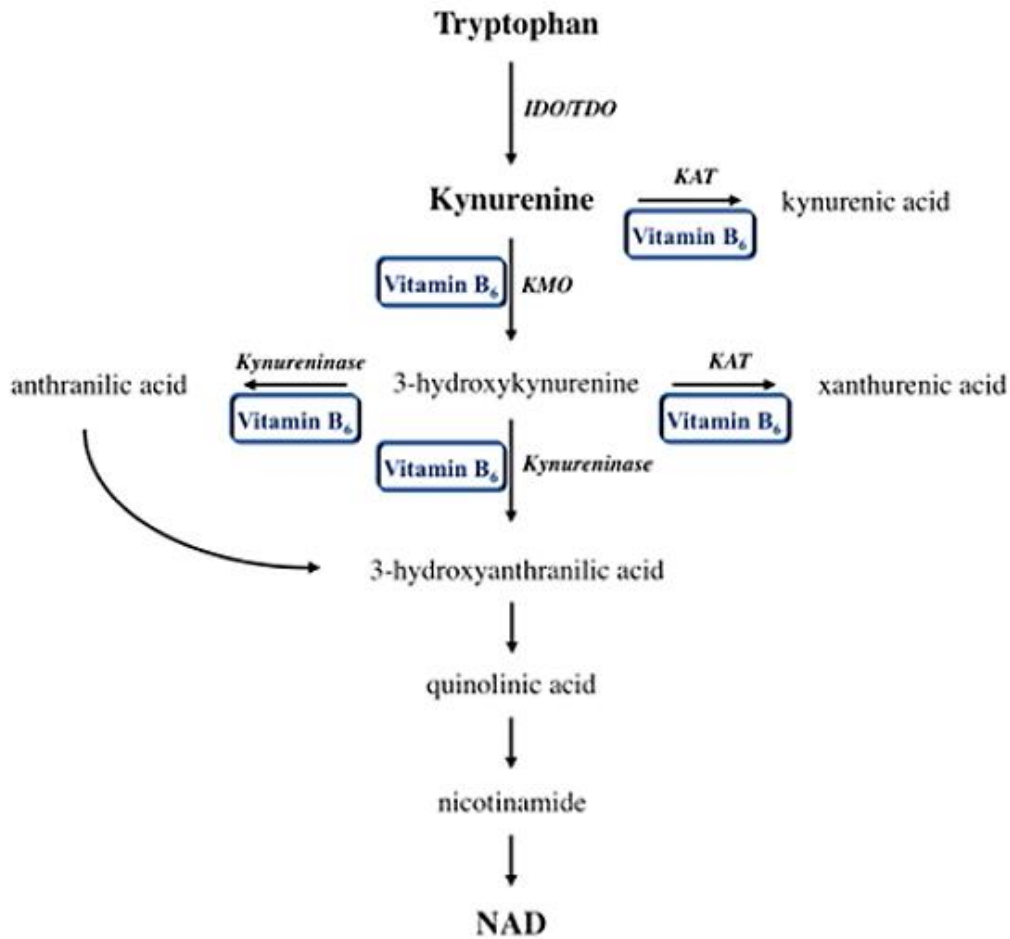 Tryptophan
IDO/TDO
Kynurenine
KAT
kynurenic acid
Vitamin B₆
Vitamin B₆
KMO
anthranilic acid
Kynureninase
3-hydroxykynurenine
KAT
xanthurenic acid
Vitamin B₆
Vitamin B₆
Vitamin B₆
Kynureninase
3-hydroxyanthranilic acid
quinolinic acid
nicotinamide
NAD